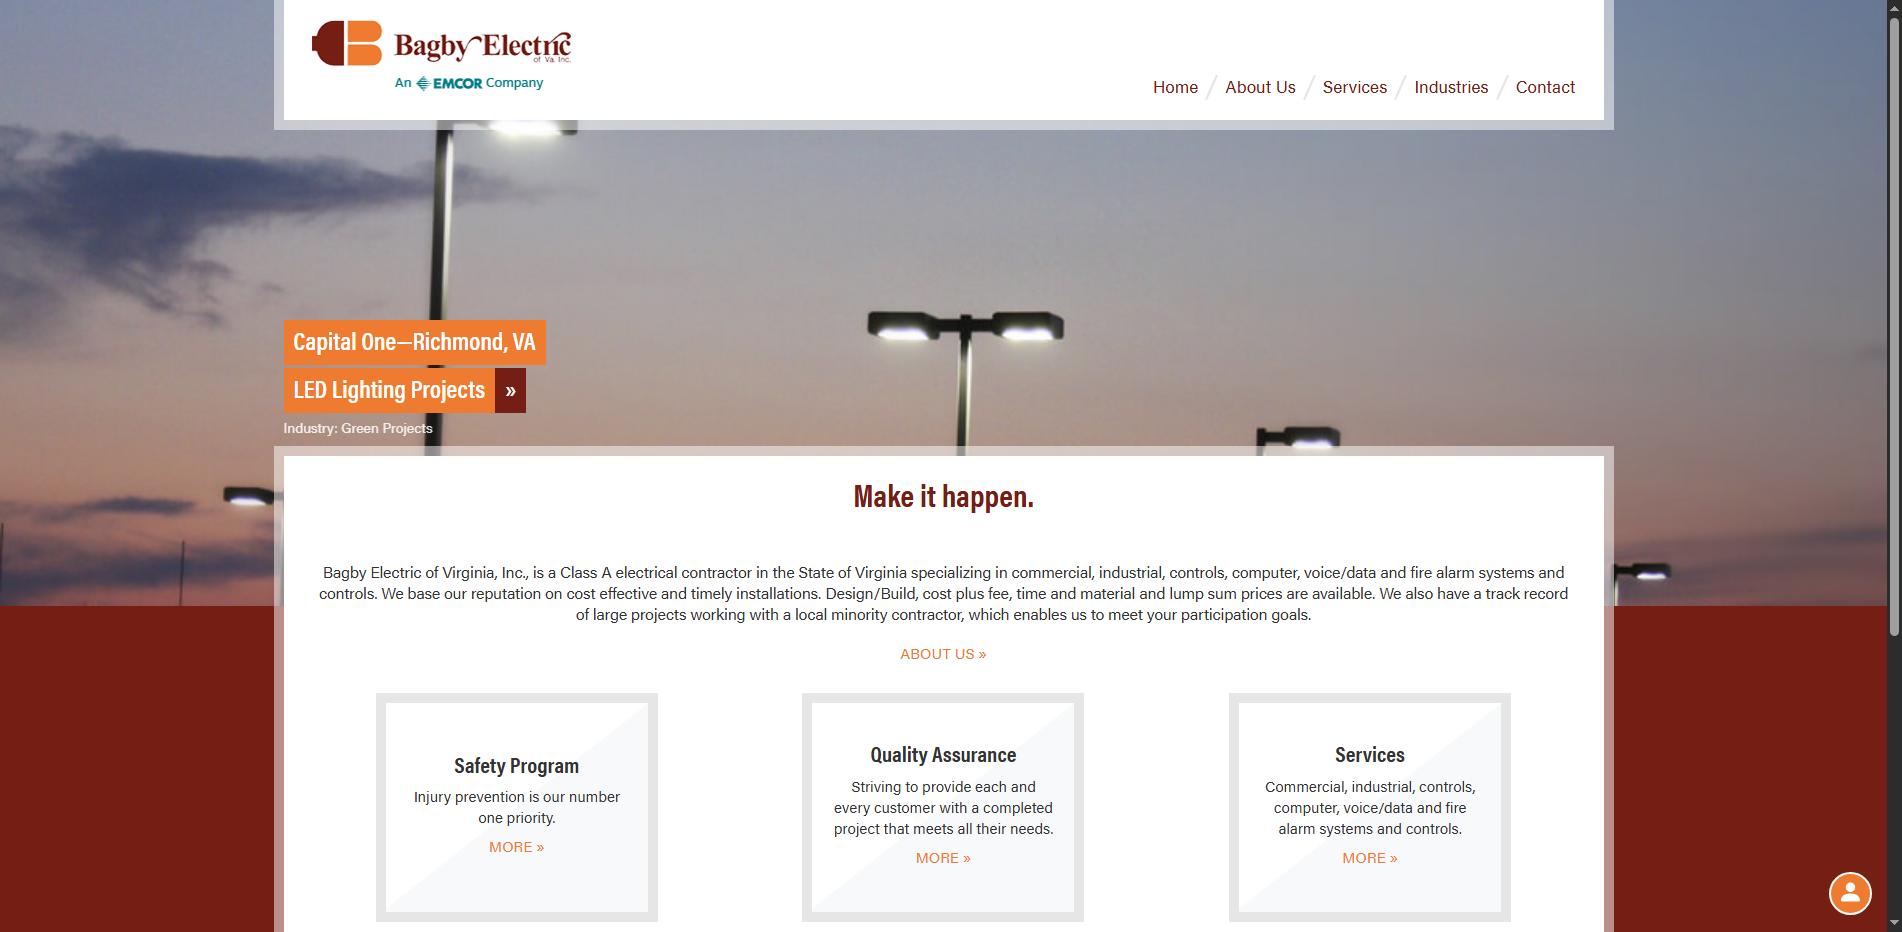 Bagby Electric
of Va. Inc.
An EMCOR Company
Home / About Us / Services / Industries / Contact
Capital One—Richmond, VA
LED Lighting Projects »
Industry: Green Projects
Make it happen.
Bagby Electric of Virginia, Inc., is a Class A electrical contractor in the State of Virginia specializing in commercial, industrial, controls, computer, voice/data and fire alarm systems and
controls. We base our reputation on cost effective and timely installations. Design/Build, cost plus fee, time and material and lump sum prices are available. We also have a track record
of large projects working with a local minority contractor, which enables us to meet your participation goals.
ABOUT US »
Safety Program
Injury prevention is our number
one priority.
MORE »
Quality Assurance
Striving to provide each and
every customer with a completed
project that meets all their needs.
MORE »
Services
Commercial, industrial, controls,
computer, voice/data and fire
alarm systems and controls.
MORE »